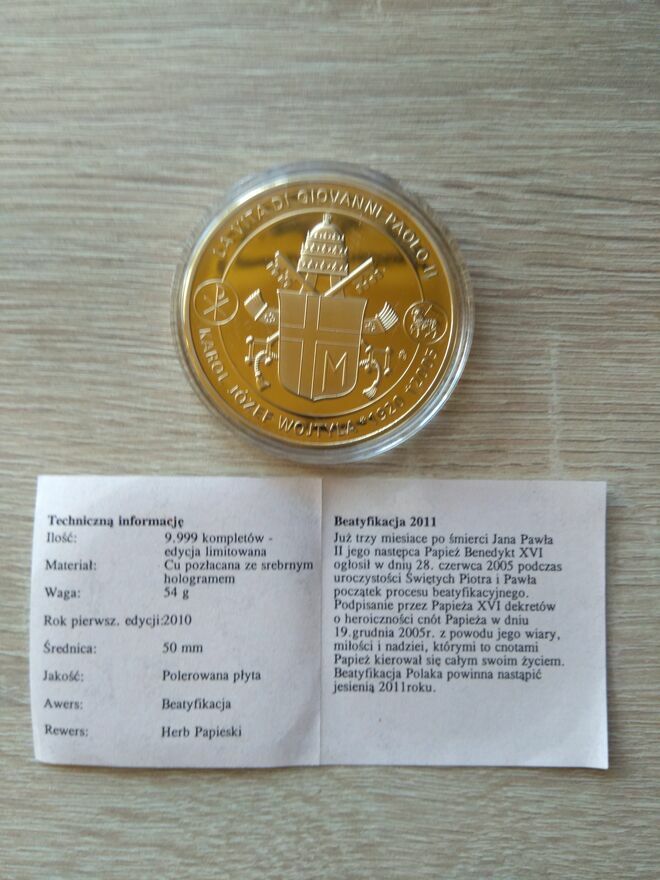 LA VITA DI GIOVANNI PAOLO II
KAROL JÓZEF WOJTYŁA *1920 †2005
M
Techniczną informację
Ilość: 9.999 kompletów -
edycja limitowana
Materiał: Cu pozłacana ze srebrnym
hologramem
Waga: 54 g
Rok pierwsz. edycji:2010
Średnica: 50 mm
Jakość: Polerowana płyta
Awers: Beatyfikacja
Rewers: Herb Papieski
Beatyfikacja 2011
Już trzy miesiace po śmierci Jana Pawła
II jego następca Papież Benedykt XVI
ogłosił w dniu 28. czerwca 2005 podczas
uroczystości Świętych Piotra i Pawła
początek procesu beatyfikacyjnego.
Podpisanie przez Papieża XVI dekretów
o heroiczności cnót Papieża w dniu
19.grudnia 2005r. z powodu jego wiary,
miłości i nadziei, którymi to cnotami
Papież kierował się całym swoim życiem.
Beatyfikacja Polaka powinna nastąpić
jesienią 2011roku.